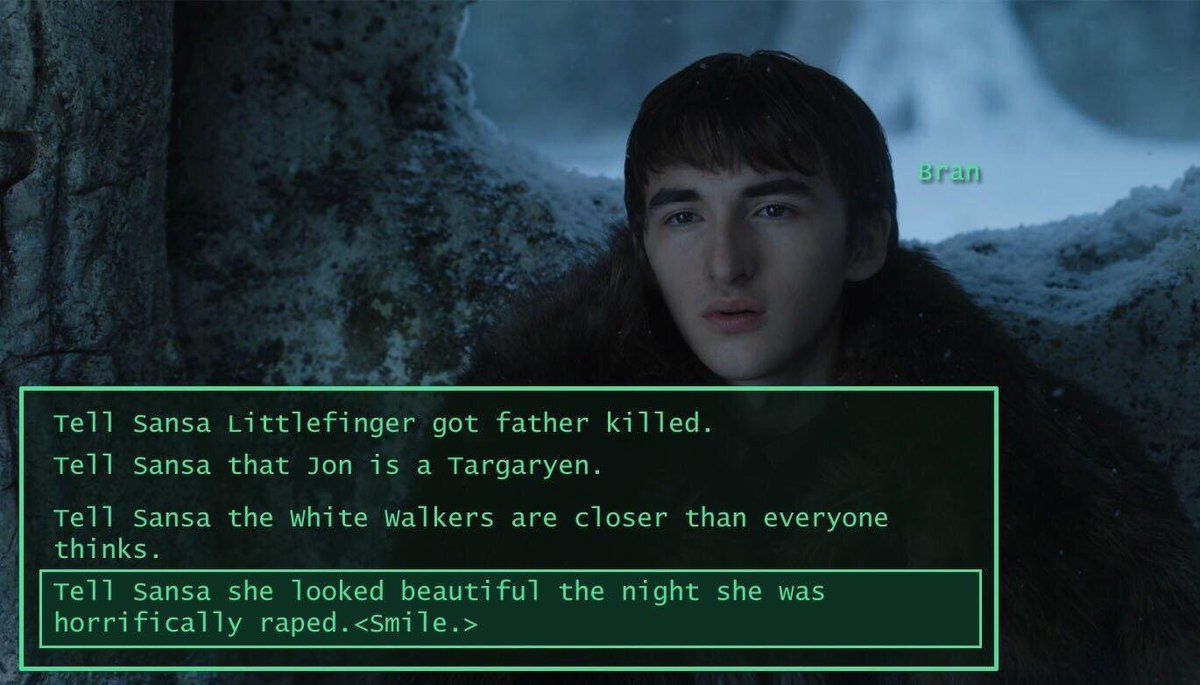 Bran
Tell Sansa Littlefinger got father killed.
Tell Sansa that Jon is a Targaryen.
Tell Sansa the White Walkers are closer than everyone
thinks.
Tell Sansa she looked beautiful the night she was
horrifically raped.<Smile.>